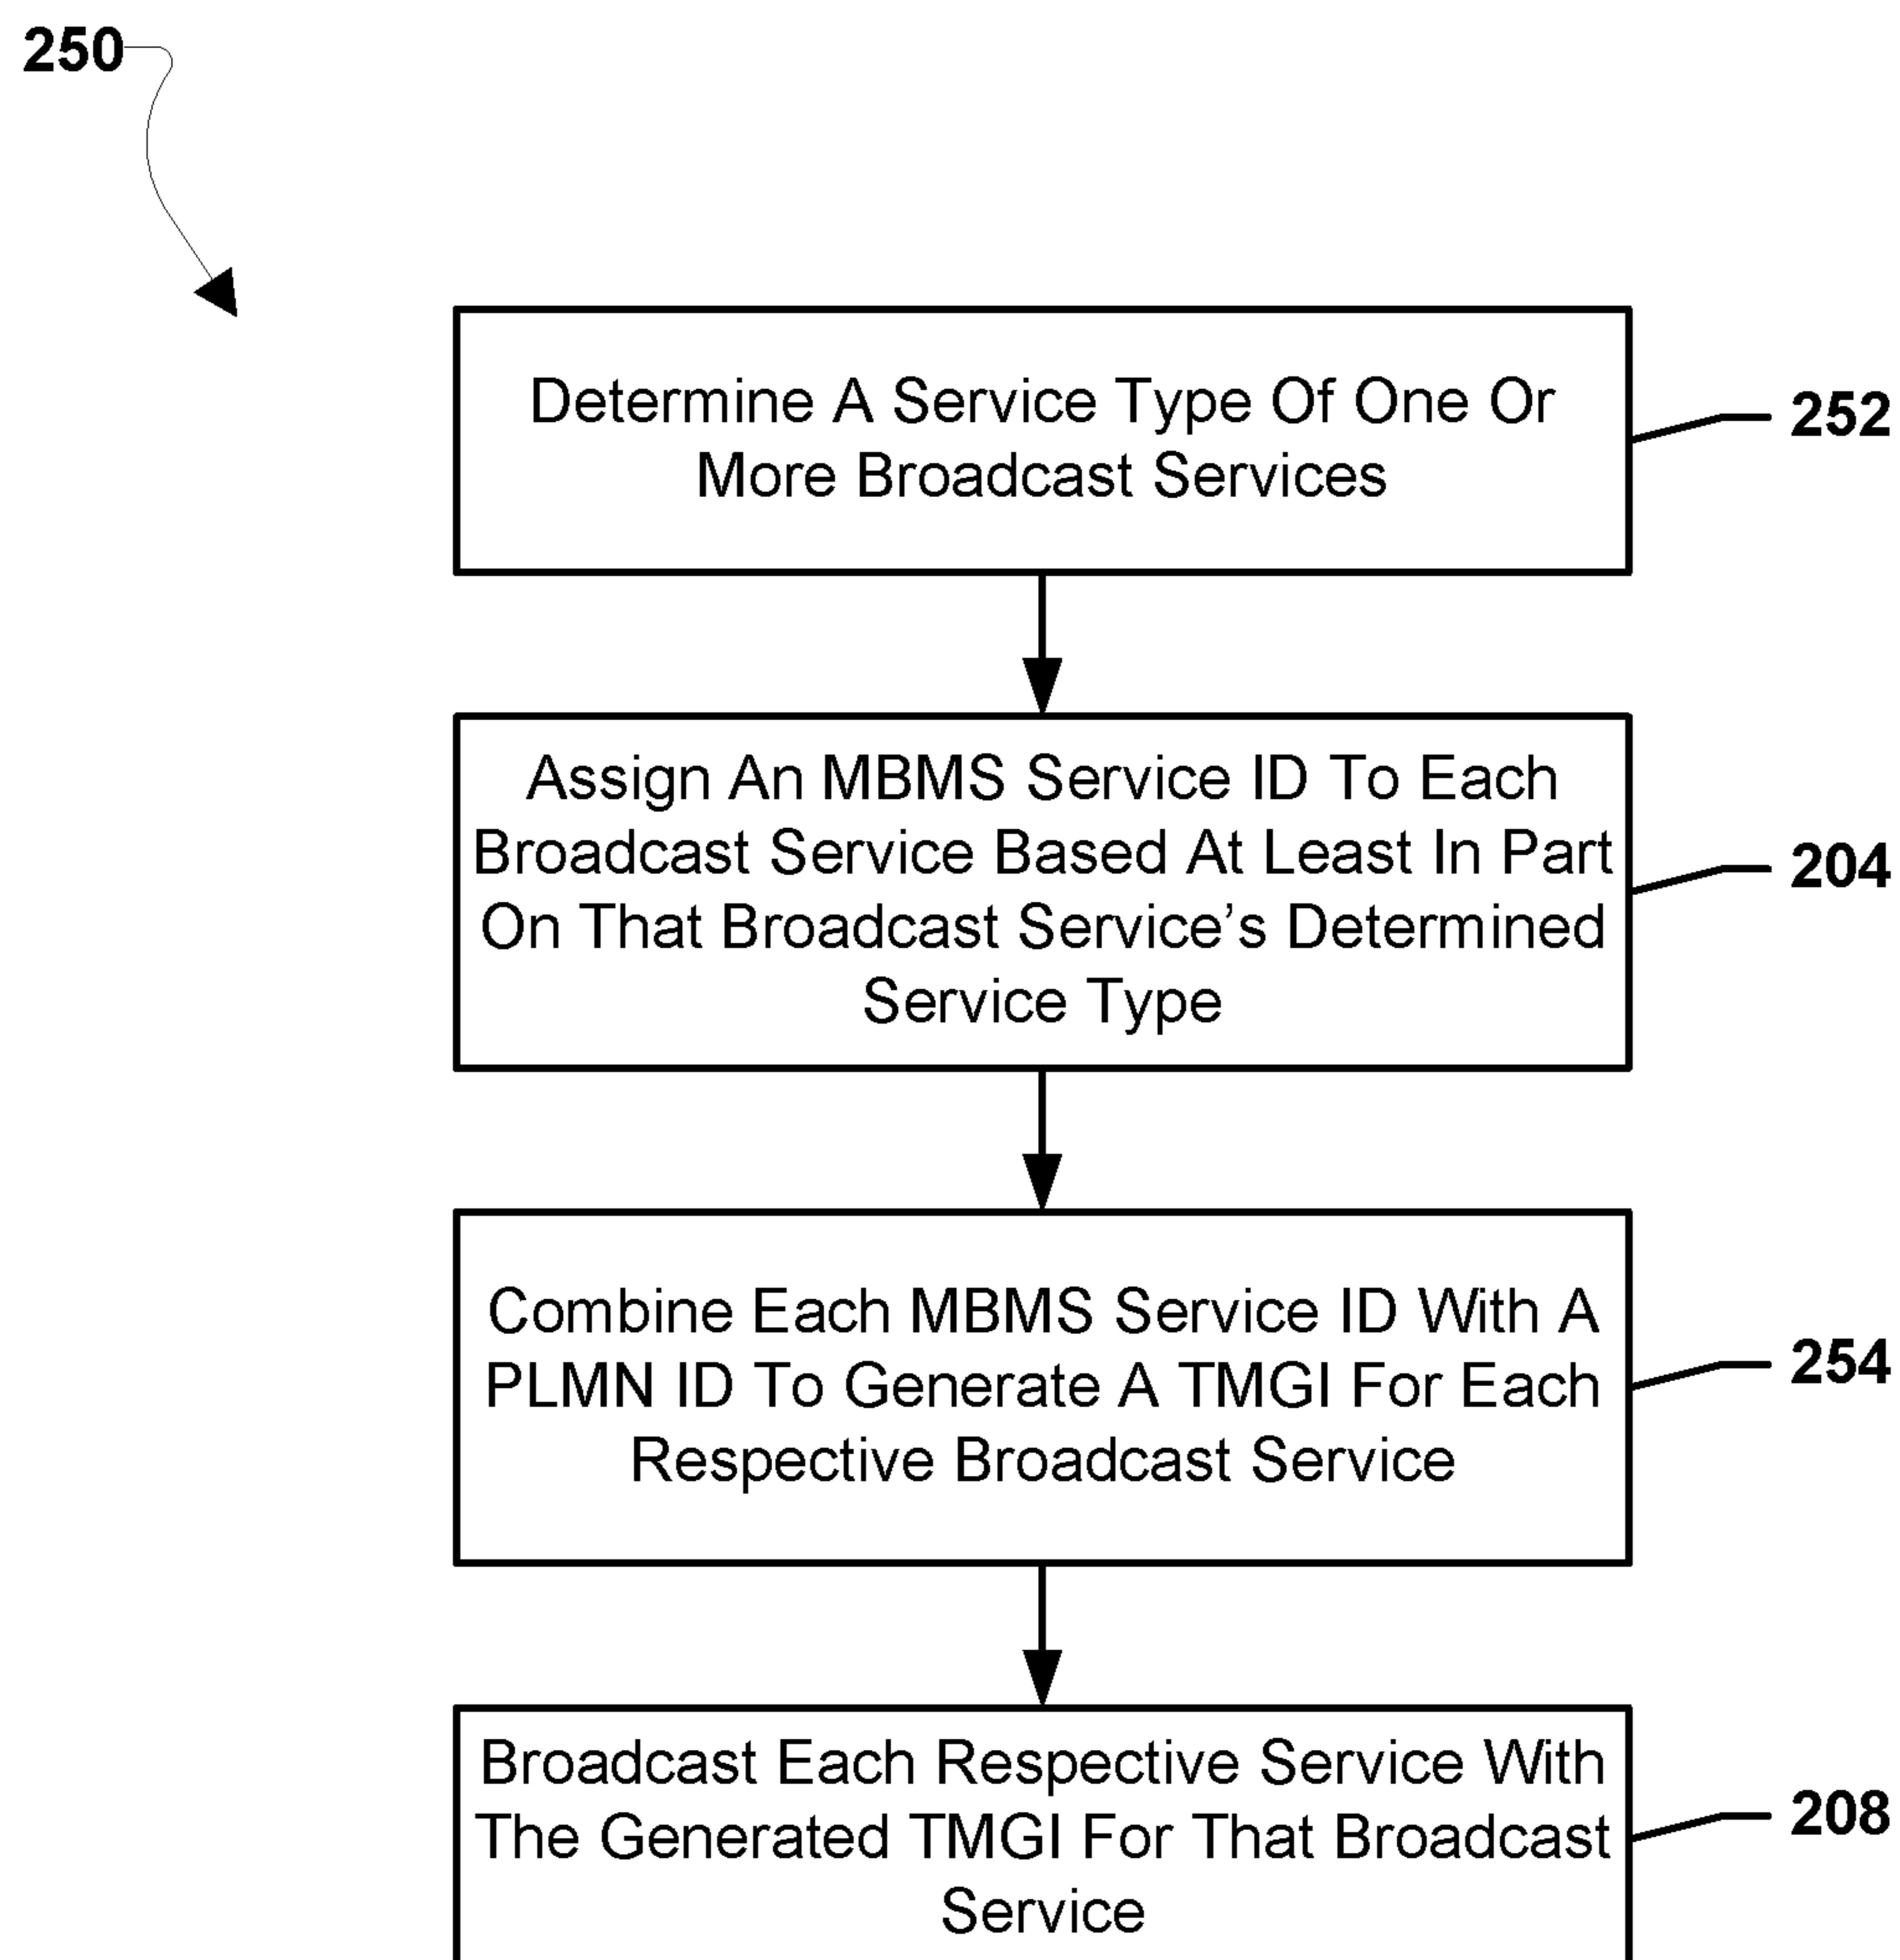 250
Determine A Service Type Of One Or
More Broadcast Services
252
Assign An MBMS Service ID To Each
Broadcast Service Based At Least In Part
On That Broadcast Service’s Determined
Service Type
204
Combine Each MBMS Service ID With A
PLMN ID To Generate A TMGI For Each
Respective Broadcast Service
254
Broadcast Each Respective Service With
The Generated TMGI For That Broadcast
Service
208